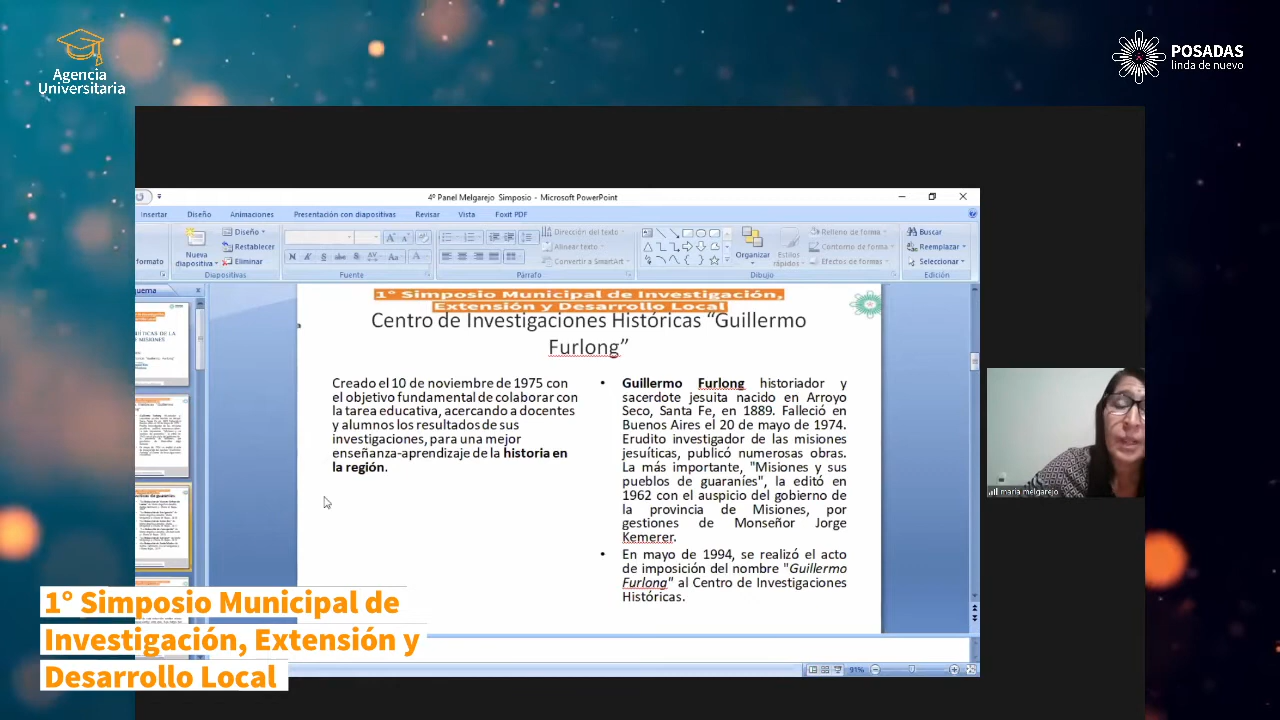 Agencia
Universitaria
POSADAS
linda de nuevo
4º Panel Melgarejo Simposio - Microsoft PowerPoint
Insertar Diseño Animaciones Presentación con diapositivas Revisar Vista Foxit PDF
Nueva
diapositiva
Diseño
Restablecer
Eliminar
Dirección del texto
Alinear texto
Convertir a SmartArt
Organizar
Estilos
rápidos
Relleno de forma
Contorno de forma
Efectos de formas
Buscar
Reemplazar
Seleccionar
formato
Diapositivas Fuente Párrafo Dibujo Edición
quema
1° Simposio Municipal de Investigación,
Extensión y Desarrollo Local
Centro de Investigaciones Históricas “Guillermo
Furlong”
Creado el 10 de noviembre de 1975 con
el objetivo fundamental de colaborar con
la tarea educativa, acercando a docentes
y alumnos los resultados de sus
investigaciones, para una mejor
enseñanza-aprendizaje de la historia en
la región.
• Guillermo Furlong historiador y
sacerdote jesuita nacido en Arroyo
Seco, Santa Fe, en 1889. Falleció en
Buenos Aires el 20 de mayo de 1974.
Erudito investigador de las misiones
jesuíticas, publicó numerosas obras.
La más importante, "Misiones y sus
pueblos de guaraníes", la editó en
1962 con el auspicio del gobierno de
la provincia de Misiones, por
gestiones de Monseñor Jorge
Kemerer.
• En mayo de 1994, se realizó el acto
de imposición del nombre "Guillermo
Furlong" al Centro de Investigaciones
Históricas.
maria melgarejo
91%
1° Simposio Municipal de
Investigación, Extensión y
Desarrollo Local